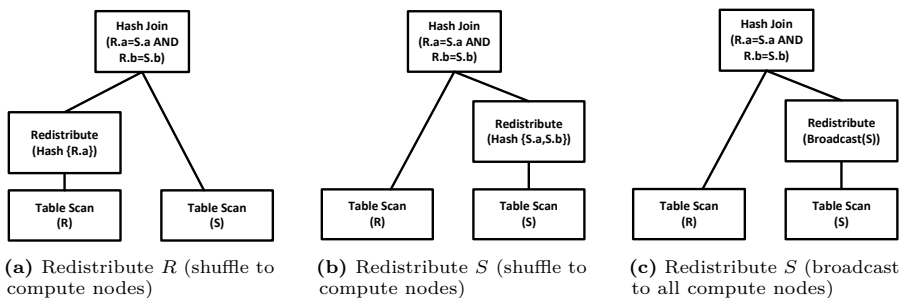 Hash Join
(R.a=S.a AND
R.b=S.b)
Redistribute
(Hash {R.a})
Table Scan
(R)
Table Scan
(S)
(a) Redistribute R (shuffle to
compute nodes)
Hash Join
(R.a=S.a AND
R.b=S.b)
Redistribute
(Hash {S.a,S.b})
Table Scan
(R)
Table Scan
(S)
(b) Redistribute S (shuffle to
compute nodes)
Hash Join
(R.a=S.a AND
R.b=S.b)
Redistribute
(Broadcast(S))
Table Scan
(R)
Table Scan
(S)
(c) Redistribute S (broadcast
to all compute nodes)